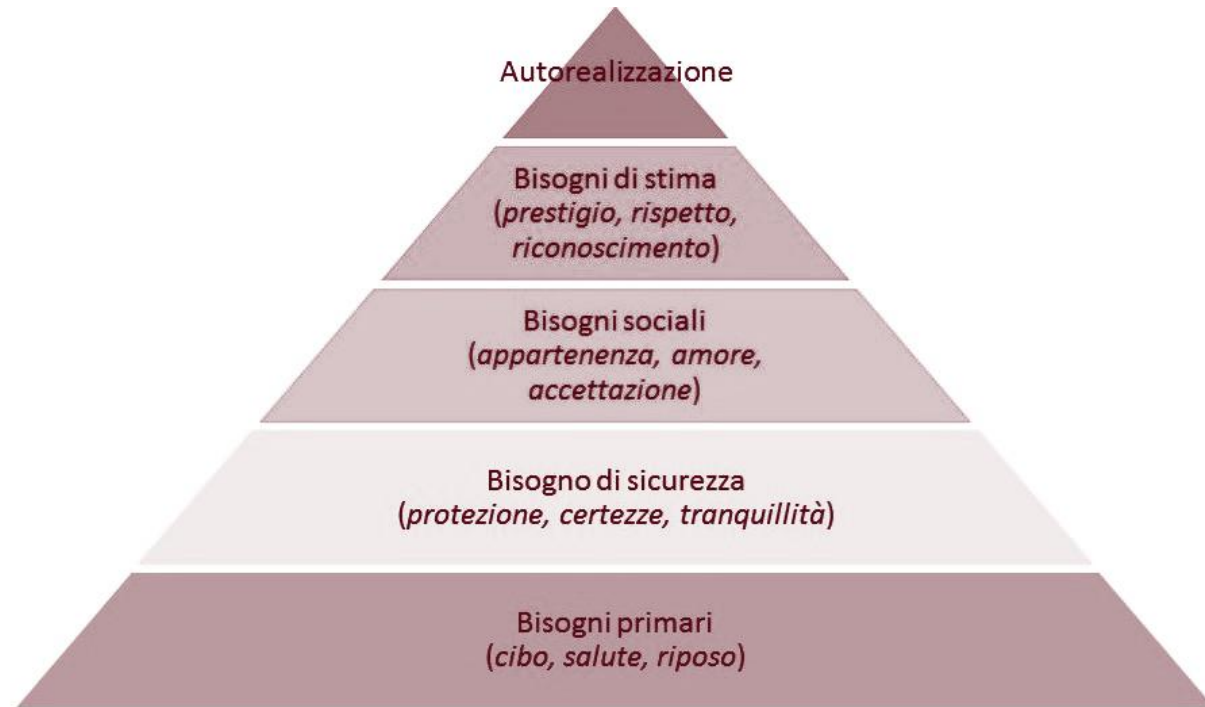 Autorealizzazione
Bisogni di stima
(prestigio, rispetto,
riconoscimento)
Bisogni sociali
(appartenenza, amore,
accettazione)
Bisogno di sicurezza
(protezione, certezze, tranquillità)
Bisogni primari
(cibo, salute, riposo)